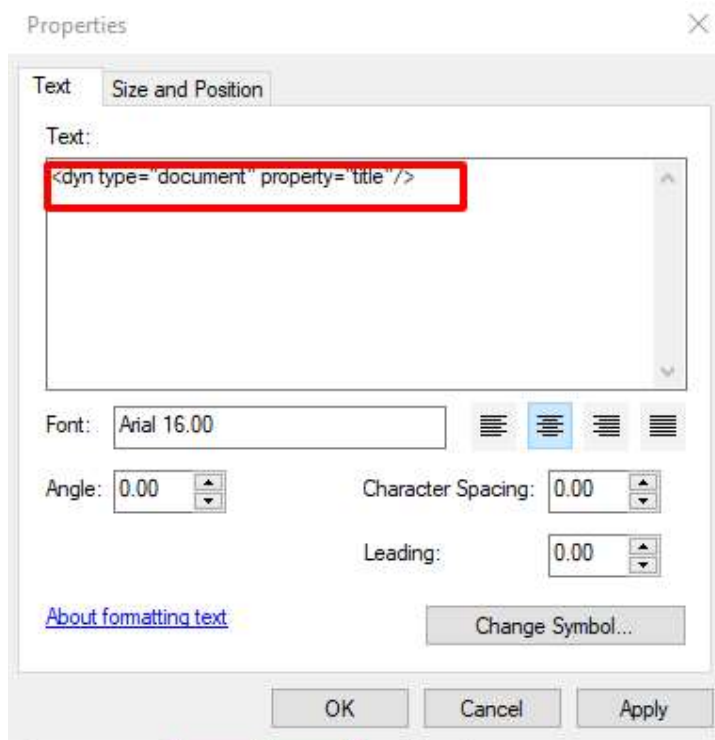 Properties
Text
Size and Position
Text:
<dyn type="document" property="title"/>
Font: Arial 16.00
Angle: 0.00 Character Spacing: 0.00
Leading: 0.00
About formatting text Change Symbol...
OK Cancel Apply